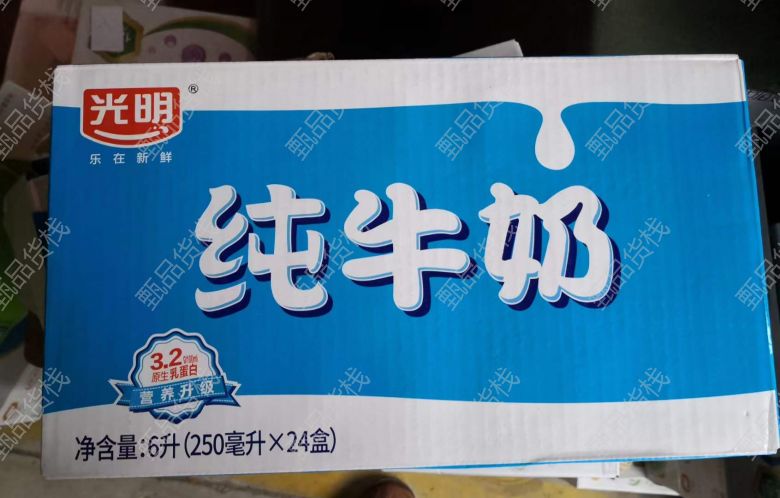 光明®
乐在新鲜
纯牛奶
3.2g/100ml
原生乳蛋白
营养升级
净含量:6升(250毫升×24盒)
甄品货栈